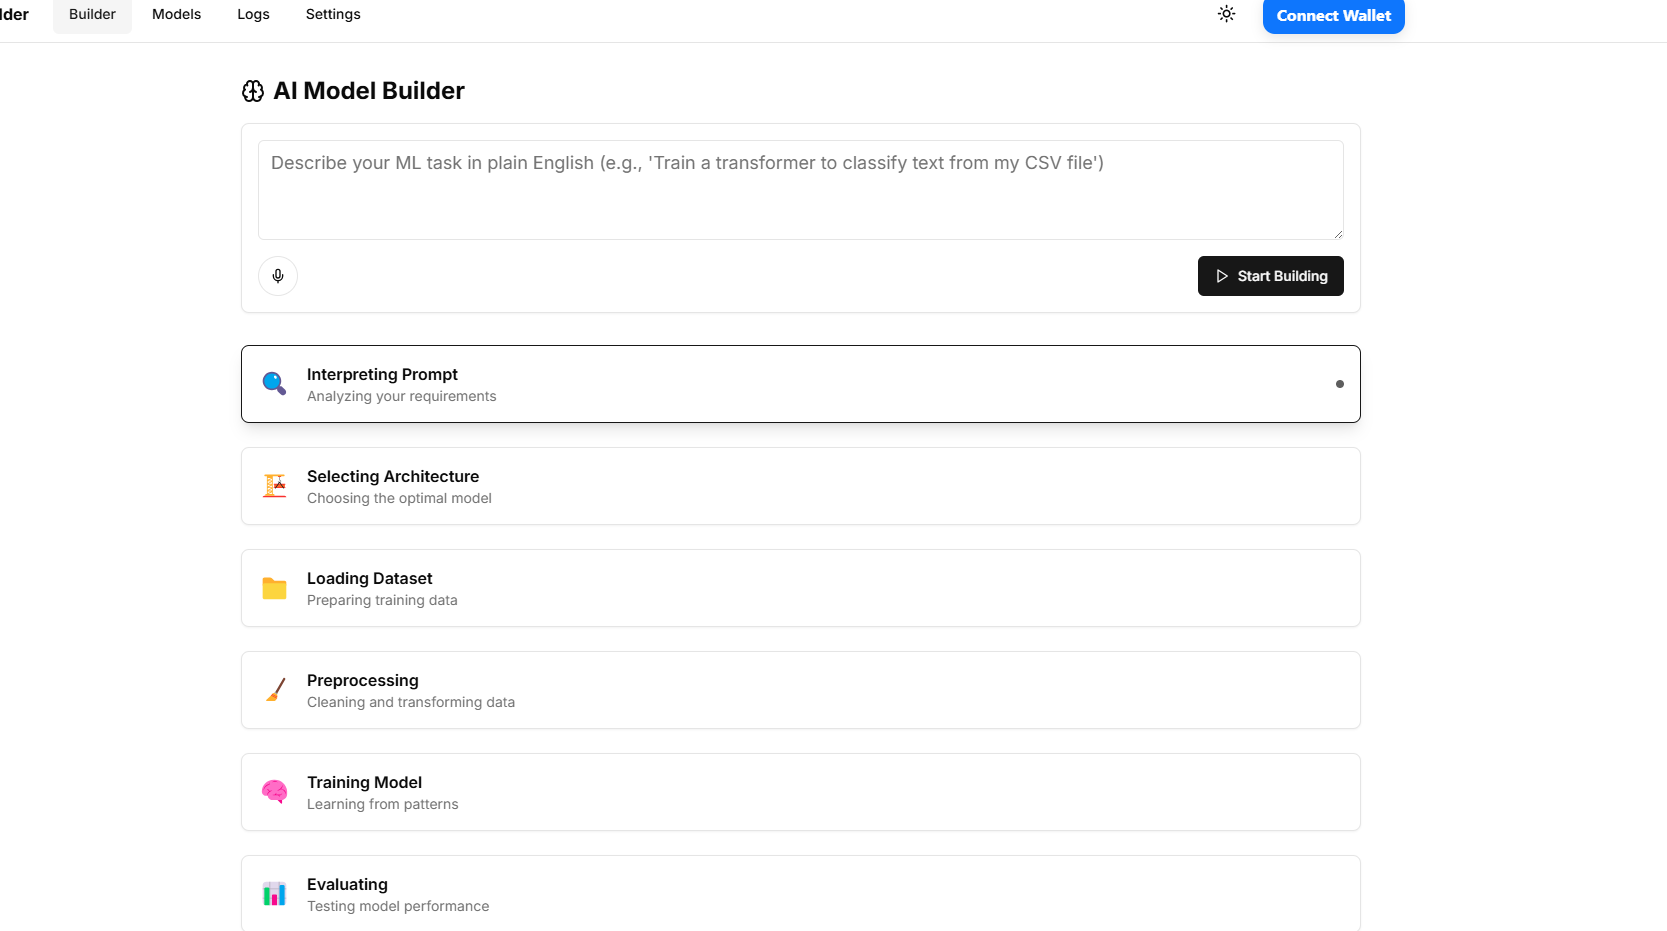 Builder
Models
Logs
Settings
Connect Wallet
AI Model Builder
Describe your ML task in plain English (e.g., 'Train a transformer to classify text from my CSV file')
Start Building
Interpreting Prompt
Analyzing your requirements
Selecting Architecture
Choosing the optimal model
Loading Dataset
Preparing training data
Preprocessing
Cleaning and transforming data
Training Model
Learning from patterns
Evaluating
Testing model performance